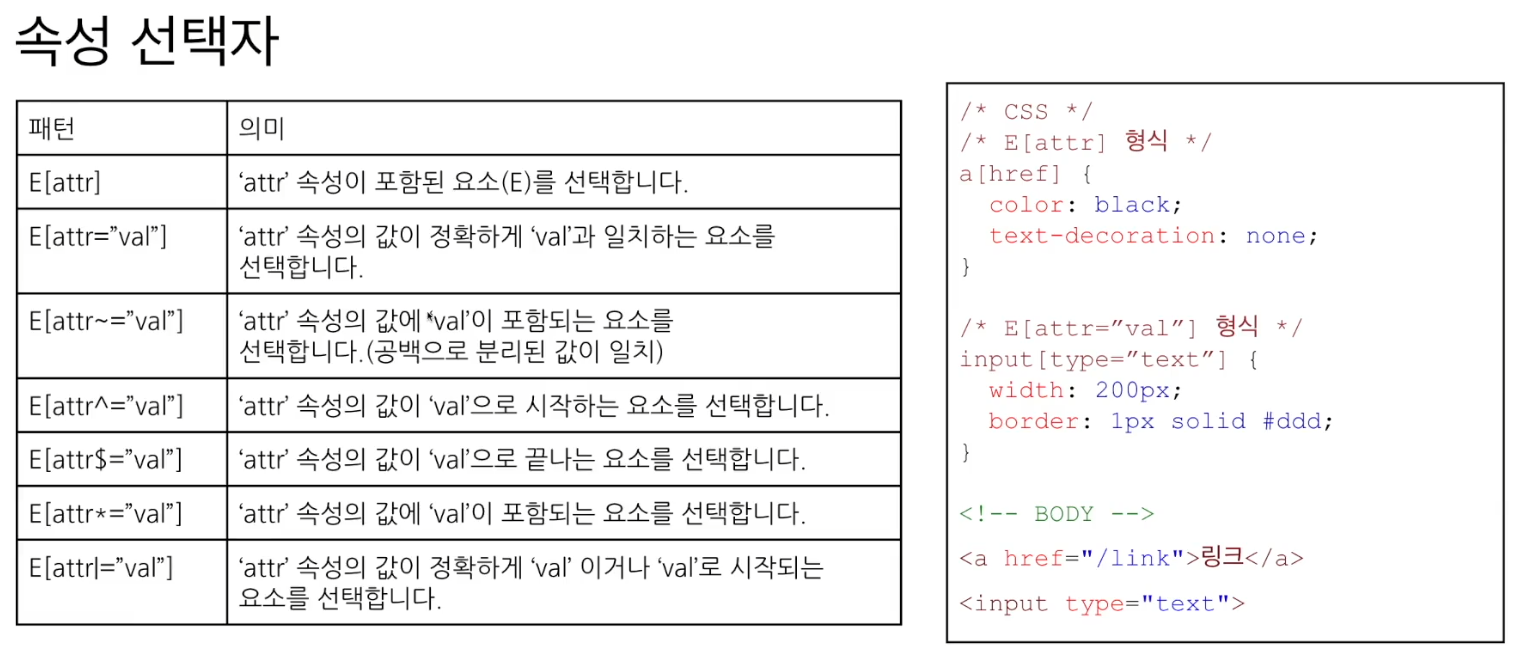 속성 선택자
패턴 의미
E[attr] ‘attr’ 속성이 포함된 요소(E)를 선택합니다.
E[attr=”val”] ‘attr’ 속성의 값이 정확하게 ‘val’과 일치하는 요소를
선택합니다.
E[attr~=”val”] ‘attr’ 속성의 값에 ‘val’이 포함되는 요소를
선택합니다.(공백으로 분리된 값이 일치)
E[attr^=”val”] ‘attr’ 속성의 값이 ‘val’으로 시작하는 요소를 선택합니다.
E[attr$=”val”] ‘attr’ 속성의 값이 ‘val’으로 끝나는 요소를 선택합니다.
E[attr*=”val”] ‘attr’ 속성의 값에 ‘val’이 포함되는 요소를 선택합니다.
E[attr|=”val”] ‘attr’ 속성의 값이 정확하게 ‘val’ 이거나 ‘val’로 시작되는
요소를 선택합니다.
/* CSS */
/* E[attr] 형식 */
a[href] {
  color: black;
  text-decoration: none;
}
/* E[attr=”val”] 형식 */
input[type=”text”] {
  width: 200px;
  border: 1px solid #ddd;
}
<!-- BODY -->
<a href="/link">링크</a>
<input type="text">